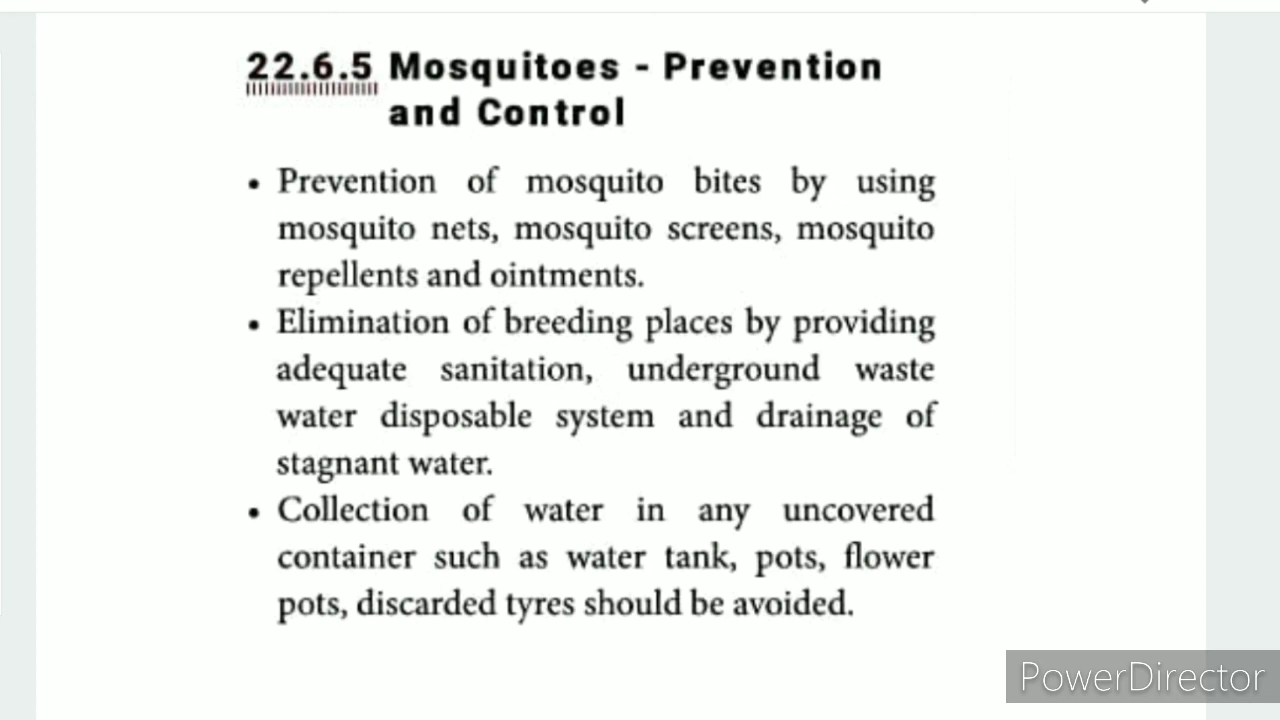 22.6.5 Mosquitoes - Prevention
and Control
• Prevention of mosquito bites by using
mosquito nets, mosquito screens, mosquito
repellents and ointments.
• Elimination of breeding places by providing
adequate sanitation, underground waste
water disposable system and drainage of
stagnant water.
• Collection of water in any uncovered
container such as water tank, pots, flower
pots, discarded tyres should be avoided.
PowerDirector